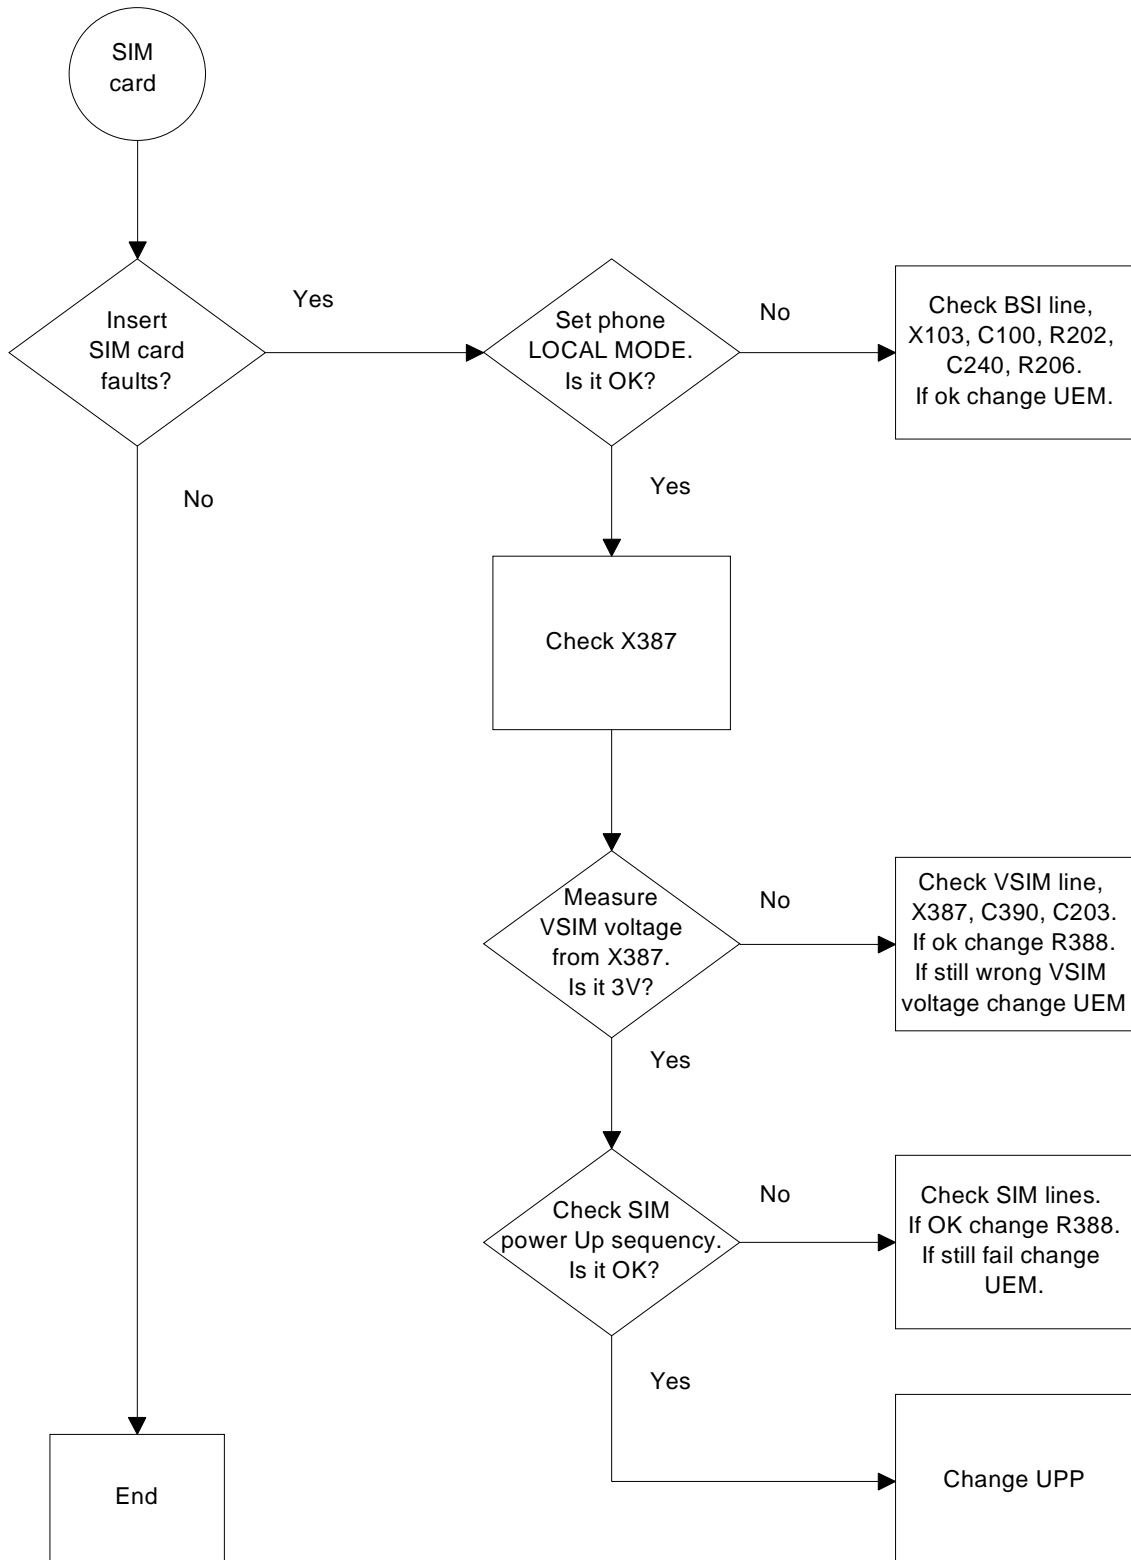 SIM
card
Insert
SIM card
faults?
Yes
No
Set phone
LOCAL MODE.
Is it OK?
No
Check BSI line,
X103, C100, R202,
C240, R206.
If ok change UEM.
Yes
Check X387
Measure
VSIM voltage
from X387.
Is it 3V?
No
Check VSIM line,
X387, C390, C203.
If ok change R388.
If still wrong VSIM
voltage change UEM
Yes
Check SIM
power Up sequency.
Is it OK?
No
Check SIM lines.
If OK change R388.
If still fail change
UEM.
Yes
Change UPP
End